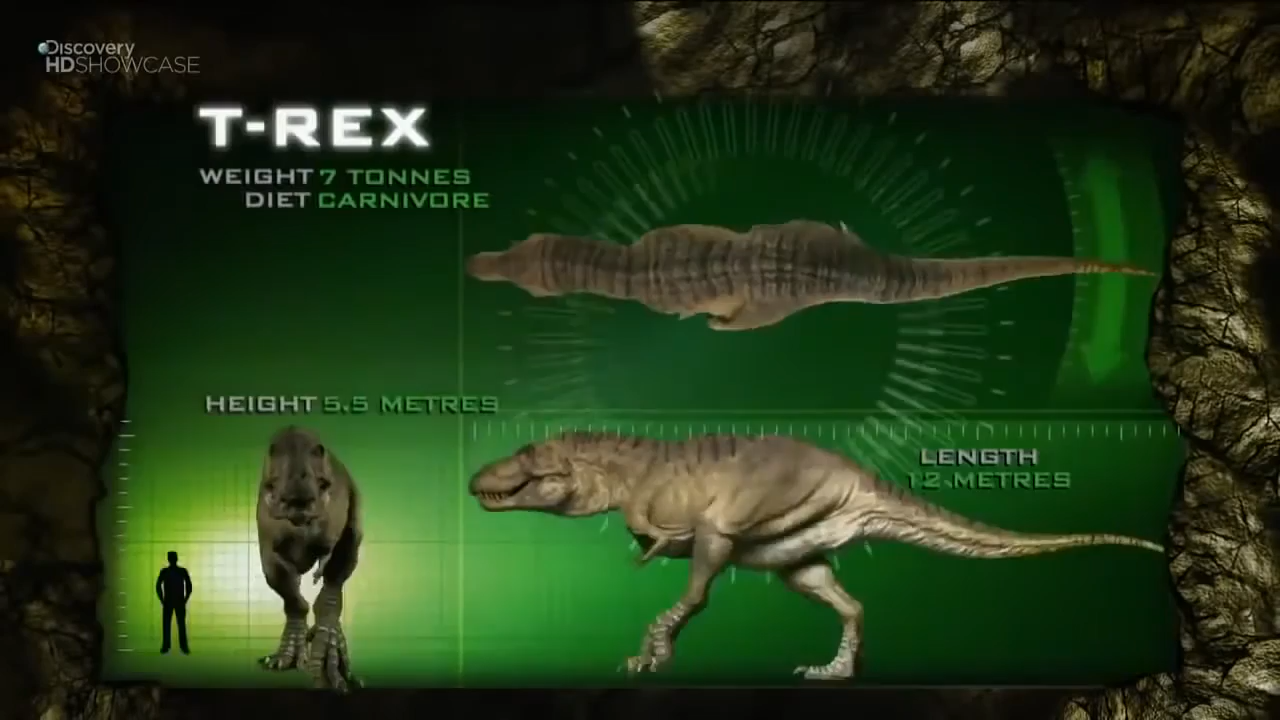 Discovery
HDSHOWCASE
T-REX
WEIGHT 7 TONNES
DIET CARNIVORE
HEIGHT 5.5 METRES
LENGTH
12 METRES